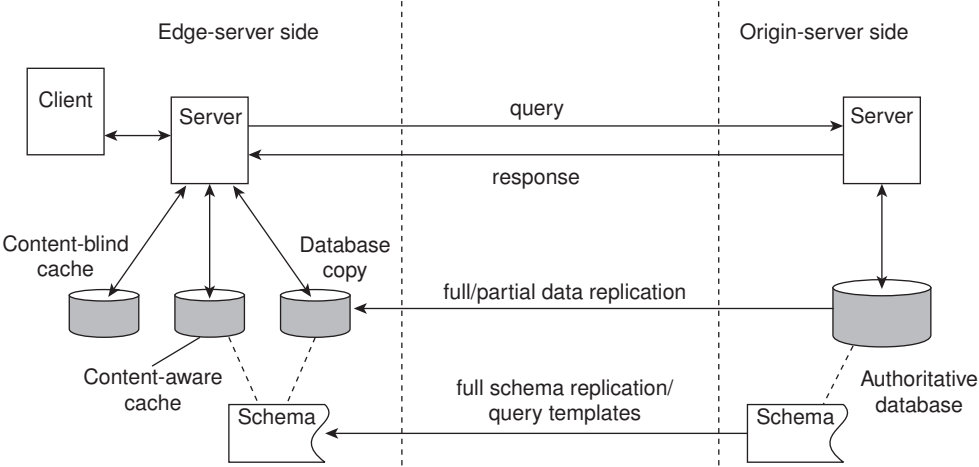 Edge-server side
Origin-server side
Client
Server
query
Server
response
Content-blind
cache
Database
copy
full/partial data replication
Content-aware
cache
full schema replication/
query templates
Authoritative
database
Schema
Schema